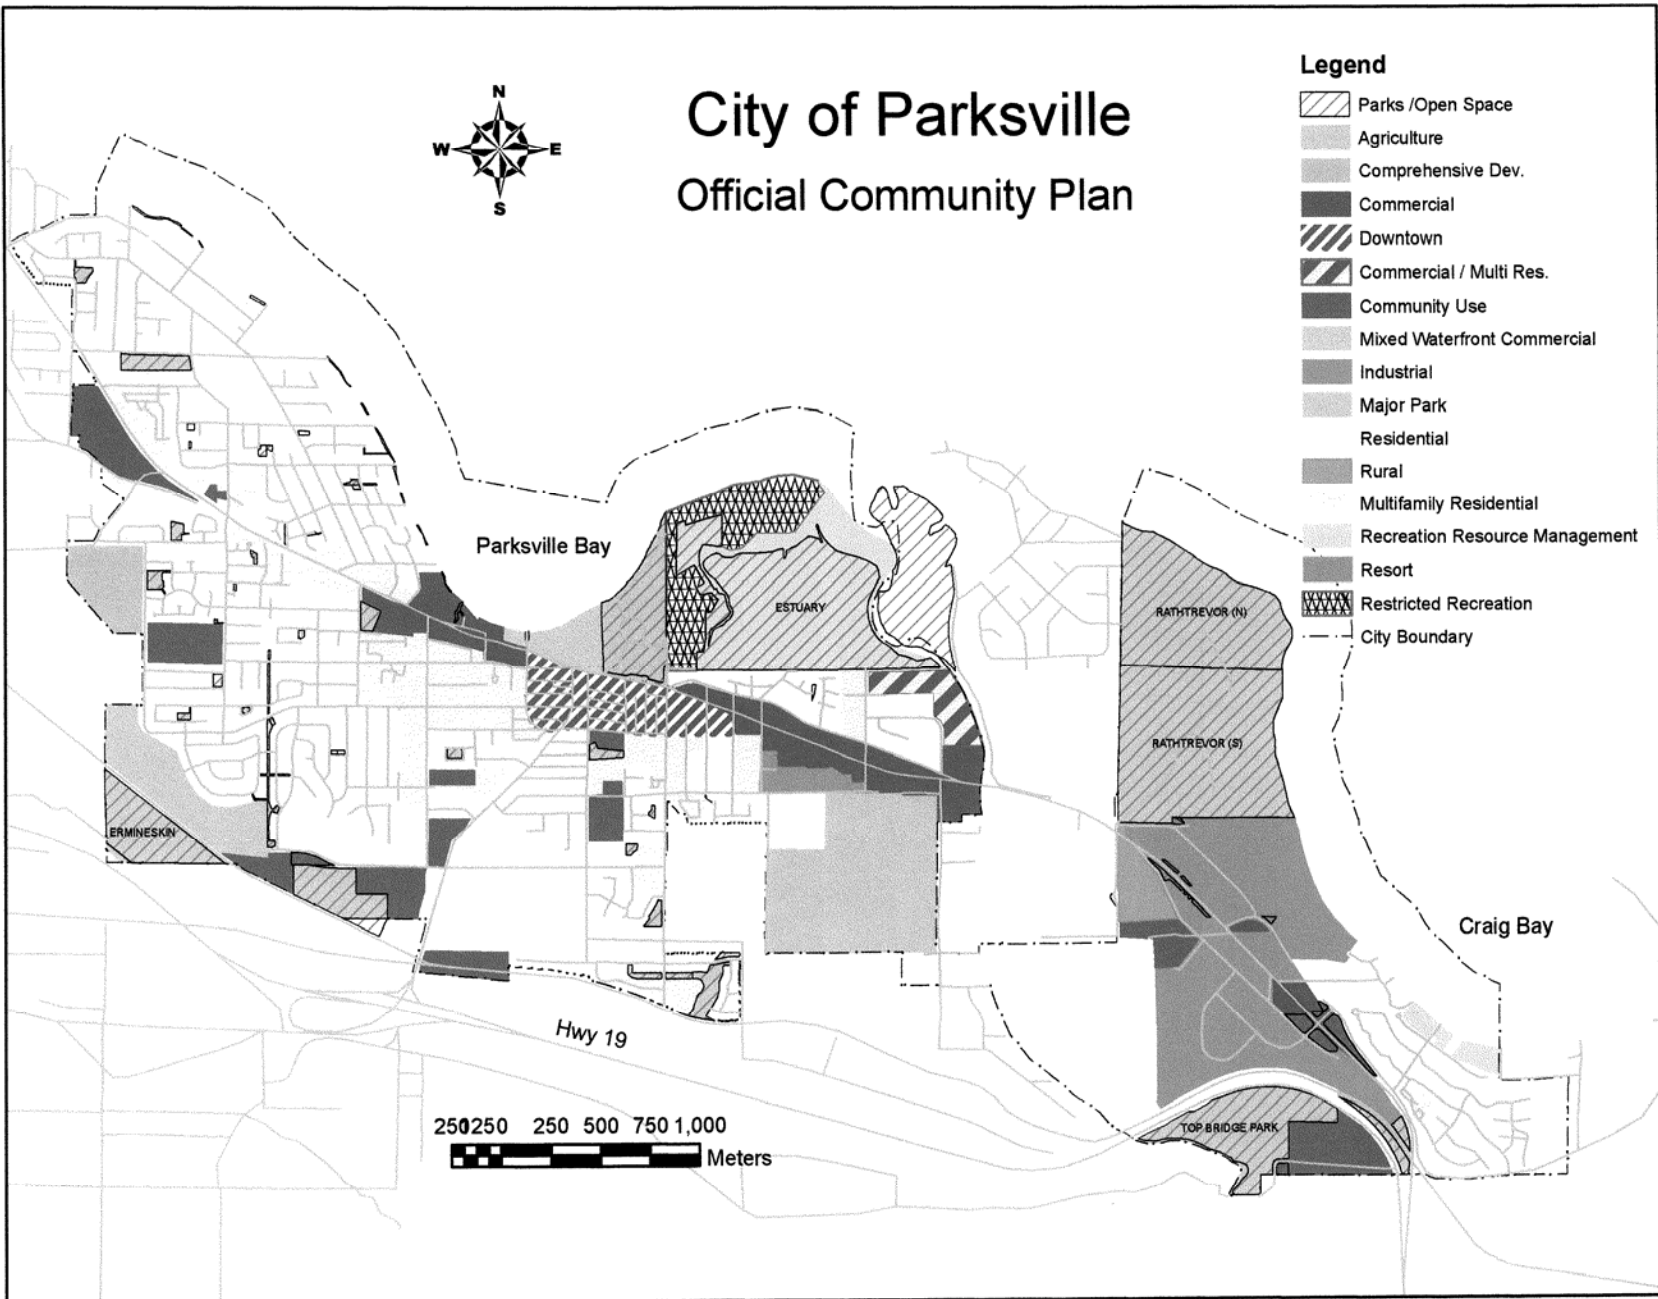 City of Parksville
Official Community Plan
N
W E
S
Legend
Parks /Open Space
Agriculture
Comprehensive Dev.
Commercial
Downtown
Commercial / Multi Res.
Community Use
Mixed Waterfront Commercial
Industrial
Major Park
Residential
Rural
Multifamily Residential
Recreation Resource Management
Resort
Restricted Recreation
City Boundary
Parksville Bay
ESTUARY
RATHTREVOR (N)
RATHTREVOR (S)
ERMINESKIN
Craig Bay
Hwy 19
TOP BRIDGE PARK
250 125 0 250 500 750 1,000
Meters